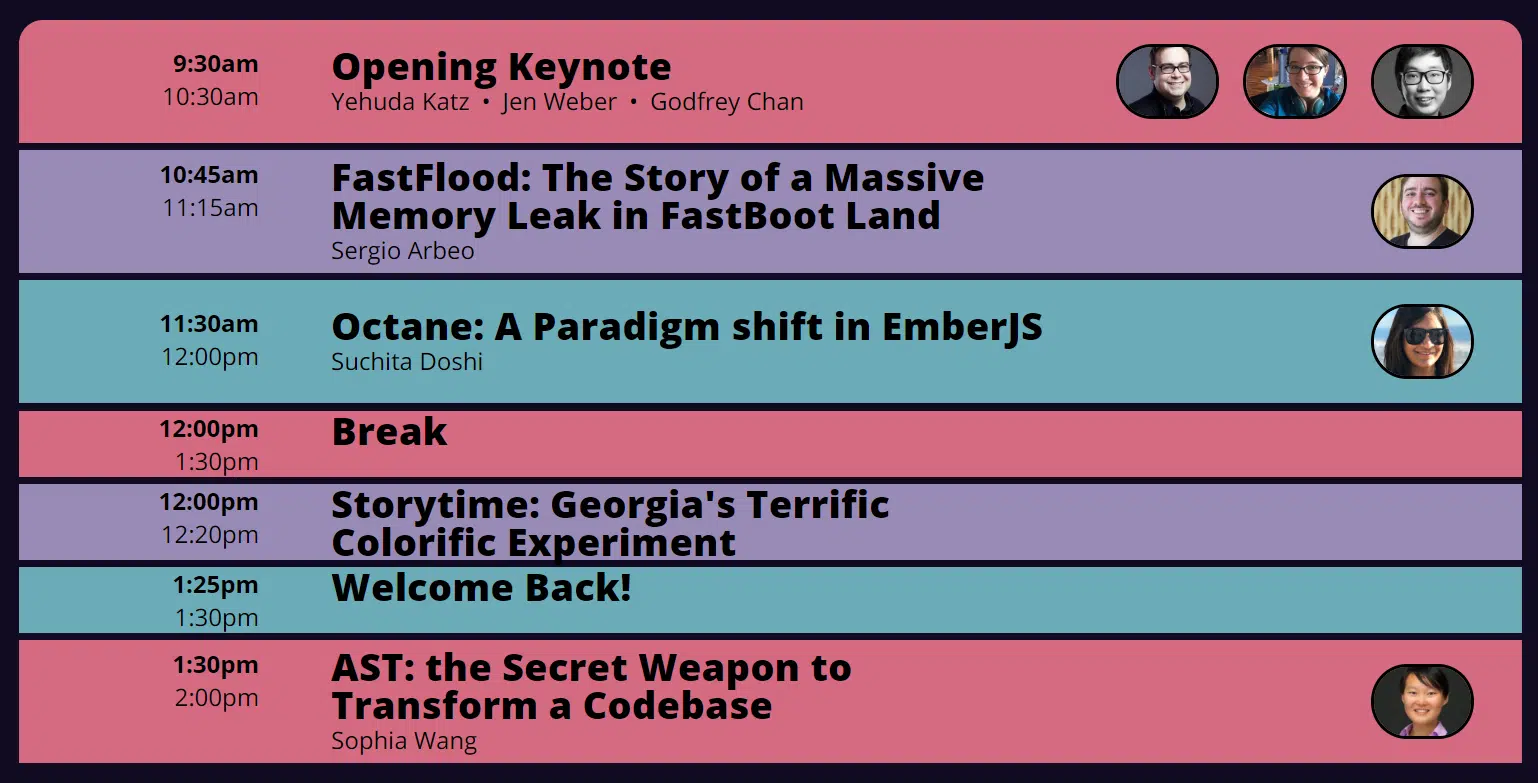 9:30am
10:30am
Opening Keynote
Yehuda Katz • Jen Weber • Godfrey Chan
10:45am
11:15am
FastFlood: The Story of a Massive
Memory Leak in FastBoot Land
Sergio Arbeo
11:30am
12:00pm
Octane: A Paradigm shift in EmberJS
Suchita Doshi
12:00pm
1:30pm
Break
12:00pm
12:20pm
Storytime: Georgia's Terrific
Colorific Experiment
1:25pm
1:30pm
Welcome Back!
1:30pm
2:00pm
AST: the Secret Weapon to
Transform a Codebase
Sophia Wang